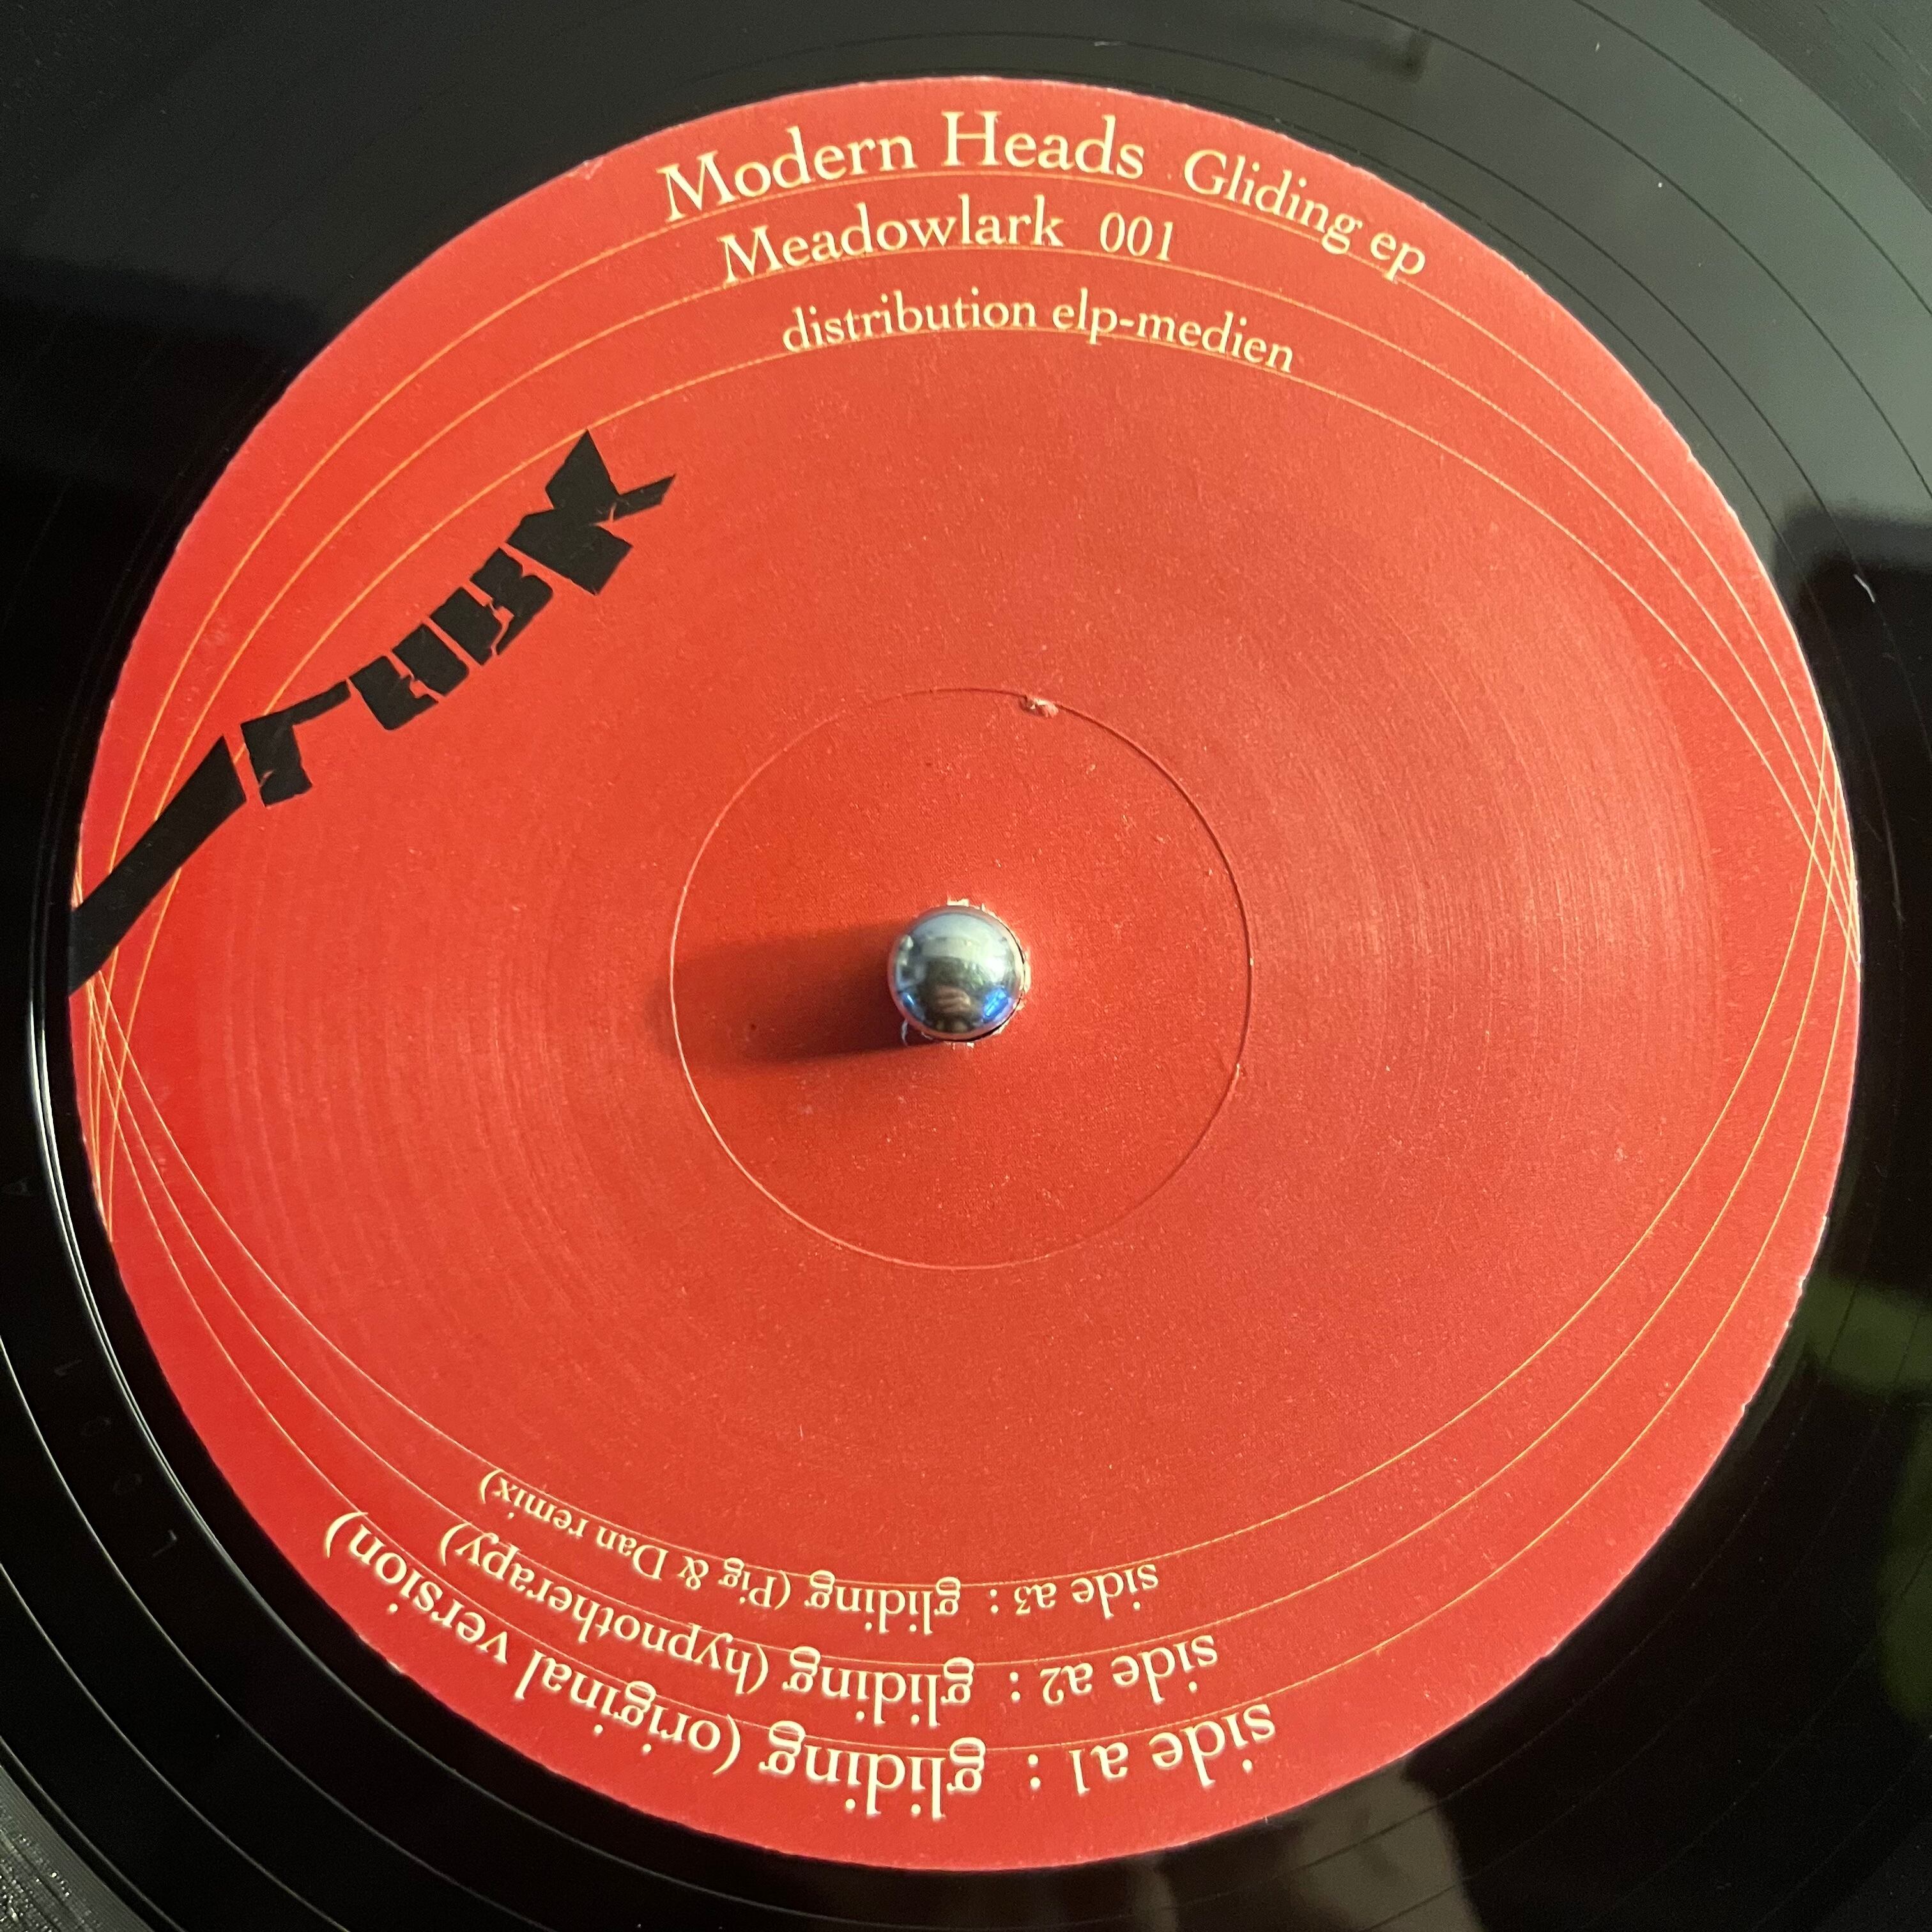 Modern Heads Gliding ep
Meadowlark 001
distribution elp-medien
side a1 : gliding (original version)
side a2 : gliding (hypnotherapy)
side a3 : gliding (Pig & Dan remix)